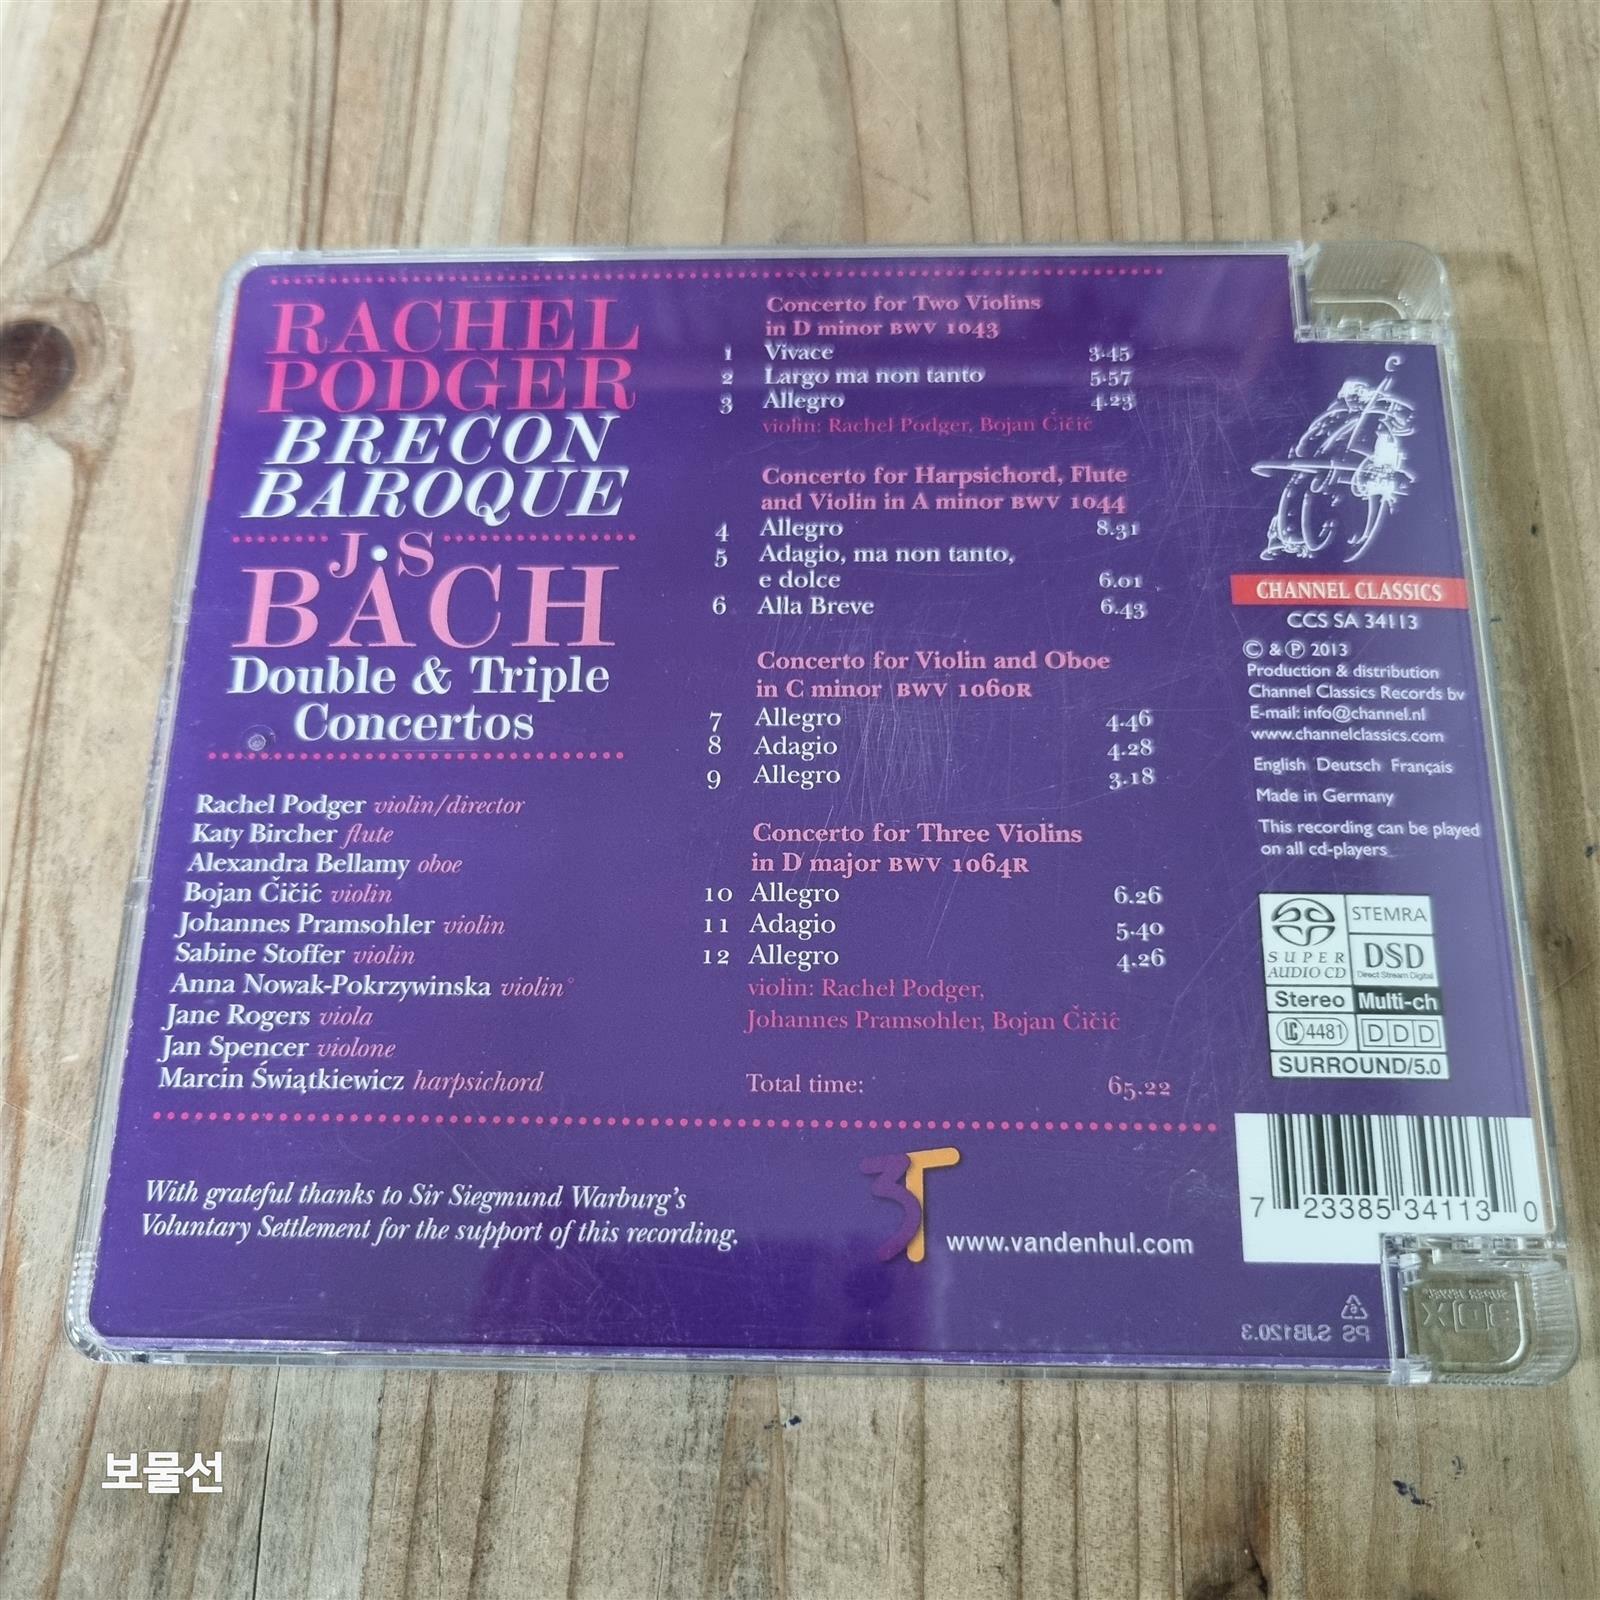 RACHEL
PODGER
BRECON
BAROQUE
J.S
BACH
Double & Triple
Concertos
Rachel Podger violin/director
Katy Bircher flute
Alexandra Bellamy oboe
Bojan Čičić violin
Johannes Pramsohler violin
Sabine Stoffer violin
Anna Nowak-Pokrzywinska violin°
Jane Rogers viola
Jan Spencer violone
Marcin Świątkiewicz harpsichord
With grateful thanks to Sir Siegmund Warburg's
Voluntary Settlement for the support of this recording.
Concerto for Two Violins
in D minor BWV 1043
1 Vivace 3.45
2 Largo ma non tanto 5.57
3 Allegro 4.23
violin: Rachel Podger, Bojan Čičić
Concerto for Harpsichord, Flute
and Violin in A minor BWV 1044
4 Allegro 8.31
5 Adagio, ma non tanto,
e dolce 6.01
6 Alla Breve 6.43
Concerto for Violin and Oboe
in C minor BWV 1060R
7 Allegro 4.46
8 Adagio 4.28
9 Allegro 3.18
Concerto for Three Violins
in D major BWV 1064R
10 Allegro 6.26
11 Adagio 5.40
12 Allegro 4.26
violin: Rachel Podger,
Johannes Pramsohler, Bojan Čičić
Total time: 65.22
3T
www.vandenhul.com
CHANNEL CLASSICS
CCS SA 34113
© & ℗ 2013
Production & distribution
Channel Classics Records bv
E-mail: info@channel.nl
www.channelclassics.com
English Deutsch Français
Made in Germany
This recording can be played
on all cd-players
SUPER
AUDIO CD
STEMRA
DSD
Direct Stream Digital
Stereo Multi-ch
LC 4481 DDD
SURROUND/5.0
7 23385 34113 0
SUPER JEWEL
BOX
6
PS SJB120.3
보물선